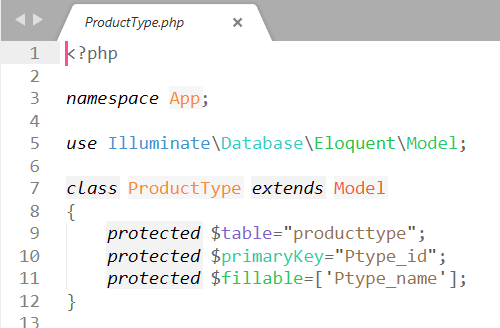 ProductType.php
1 <?php
2
3 namespace App;
4
5 use Illuminate\Database\Eloquent\Model;
6
7 class ProductType extends Model
8 {
9 protected $table="producttype";
10 protected $primaryKey="Ptype_id";
11 protected $fillable=['Ptype_name'];
12 }
13